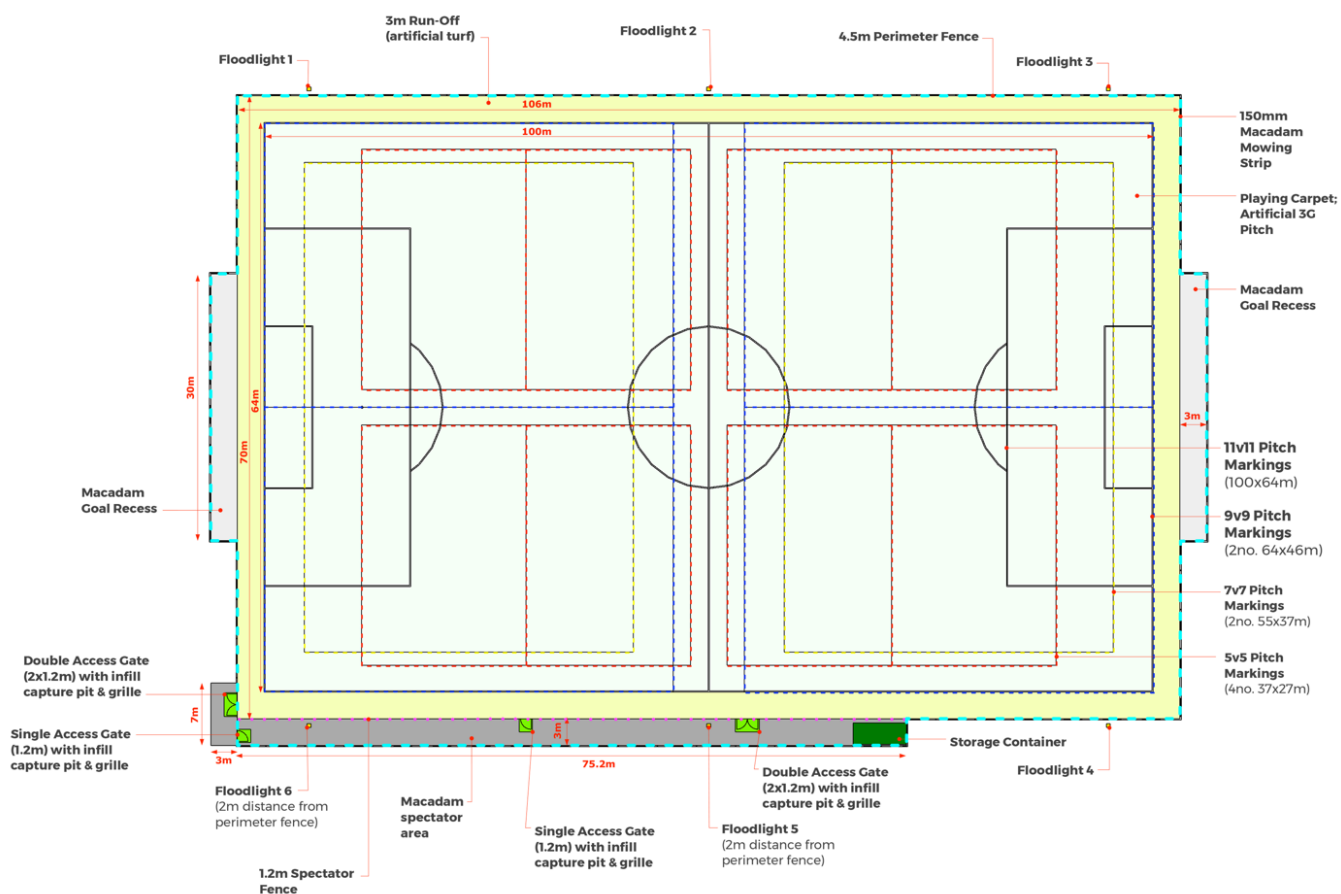 3m Run-Off
(artificial turf)
Floodlight 2
4.5m Perimeter Fence
Floodlight 1
Floodlight 3
106m
100m
150mm
Macadam
Mowing
Strip
Playing Carpet;
Artificial 3G
Pitch
Macadam
Goal Recess
30m
64m
70m
3m
11v11 Pitch
Markings
(100x64m)
Macadam
Goal Recess
9v9 Pitch
Markings
(2no. 64x46m)
7v7 Pitch
Markings
(2no. 55x37m)
5v5 Pitch
Markings
(4no. 37x27m)
Double Access Gate
(2x1.2m) with infill
capture pit & grille
7m
Single Access Gate
(1.2m) with infill
capture pit & grille
3m
3m
75.2m
Storage Container
Floodlight 4
Double Access Gate
(2x1.2m) with infill
capture pit & grille
Floodlight 6
(2m distance from
perimeter fence)
Macadam
spectator
area
Single Access Gate
(1.2m) with infill
capture pit & grille
Floodlight 5
(2m distance from
perimeter fence)
1.2m Spectator
Fence